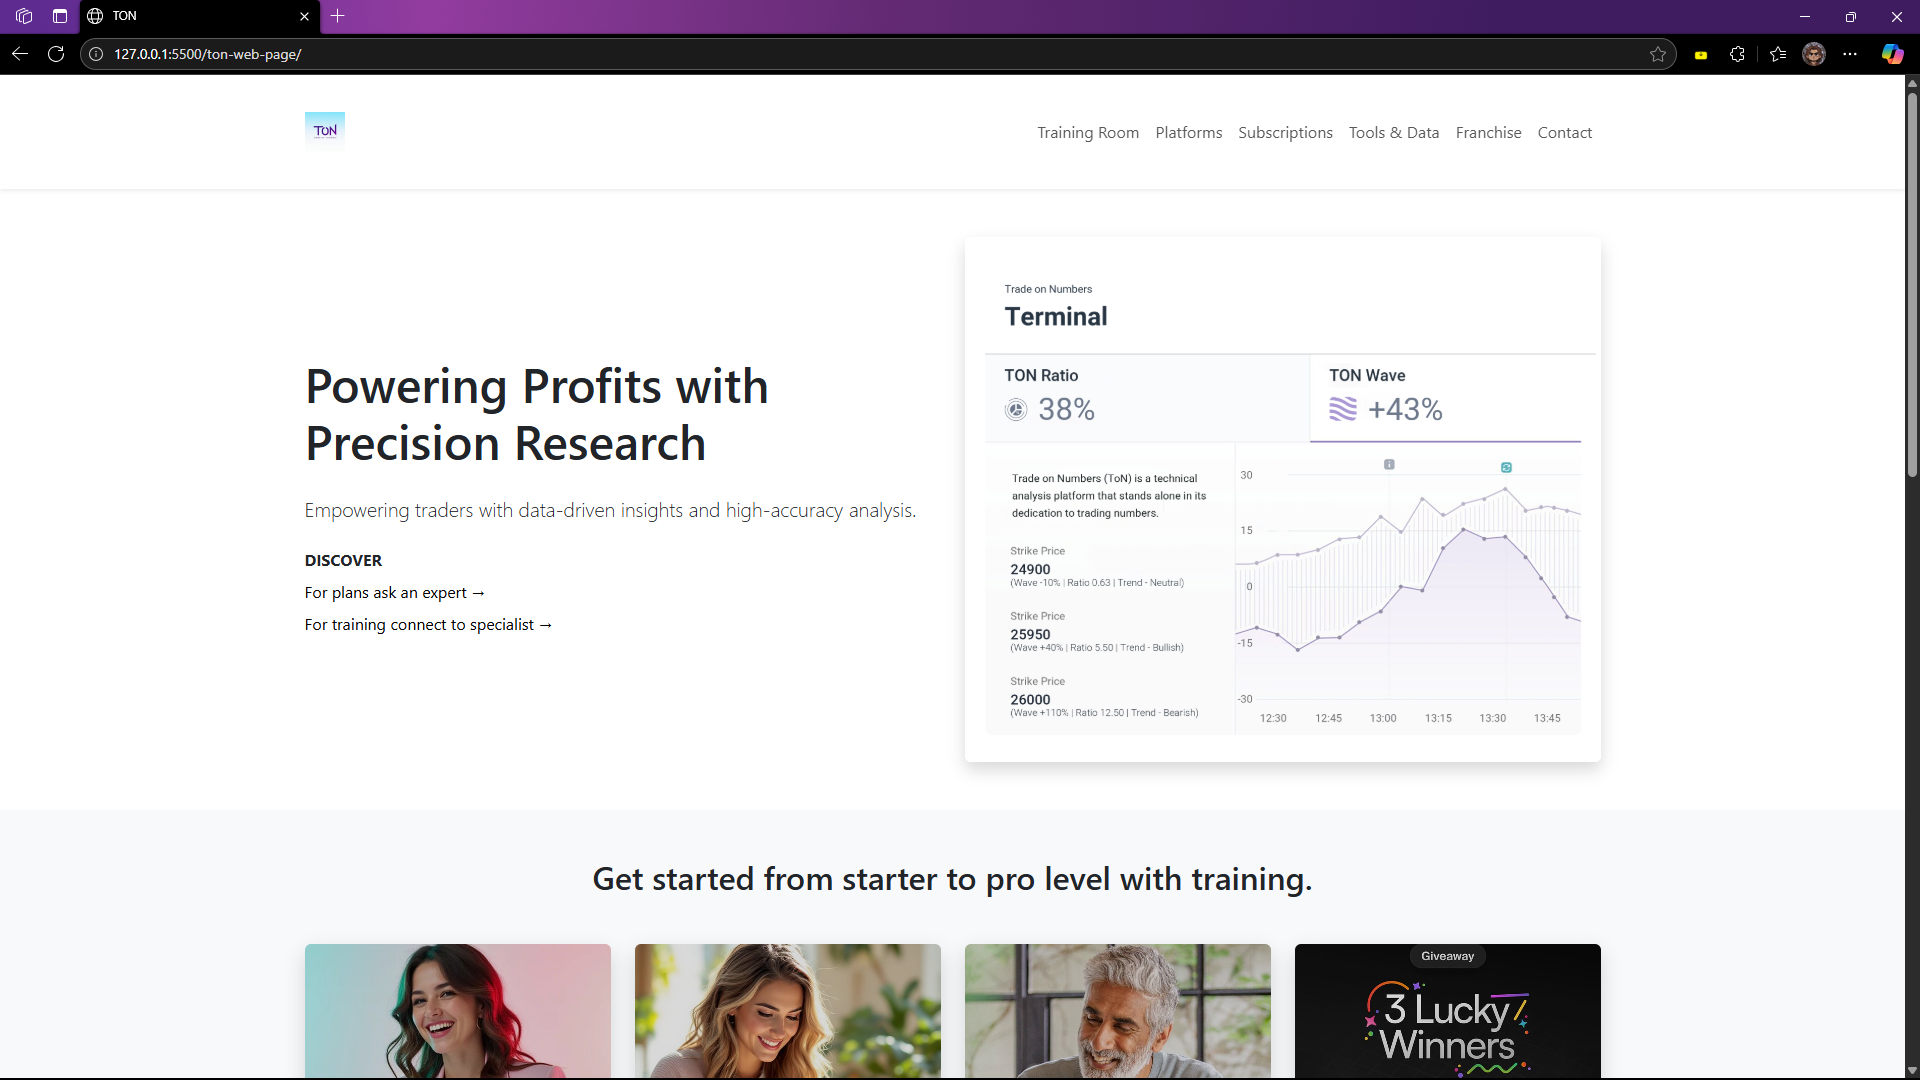 TON
127.0.0.1:5500/ton-web-page/
TON
Training Room Platforms Subscriptions Tools & Data Franchise Contact
Powering Profits with
Precision Research
Empowering traders with data-driven insights and high-accuracy analysis.
DISCOVER
For plans ask an expert →
For training connect to specialist →
Trade on Numbers
Terminal
TON Ratio
38%
TON Wave
+43%
Trade on Numbers (ToN) is a technical
analysis platform that stands alone in its
dedication to trading numbers.
Strike Price
24900
(Wave -10% | Ratio 0.63 | Trend - Neutral)
Strike Price
25950
(Wave +40% | Ratio 5.50 | Trend - Bullish)
Strike Price
26000
(Wave +110% | Ratio 12.50 | Trend - Bearish)
30
15
0
-15
-30
12:30 12:45 13:00 13:15 13:30 13:45
Get started from starter to pro level with training.
Giveaway
3 Lucky
Winners